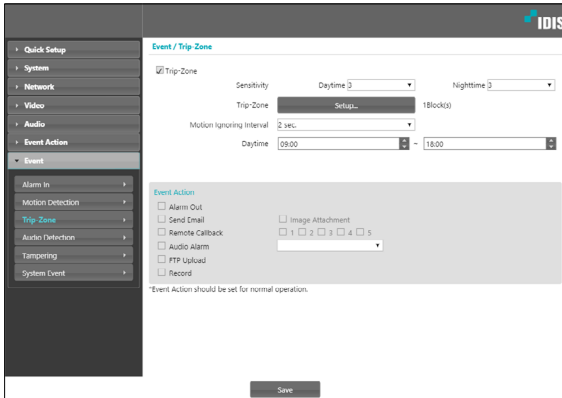 IDIS
Quick Setup
System
Network
Video
Audio
Event Action
Event
Alarm In
Motion Detection
Trip-Zone
Audio Detection
Tampering
System Event
Event / Trip-Zone
Trip-Zone
Sensitivity Daytime 3 Nighttime 3
Trip-Zone Setup... 1Block(s)
Motion Ignoring Interval 2 sec.
Daytime 09:00 ~ 18:00
Event Action
Alarm Out
Send Email Image Attachment
Remote Callback 1 2 3 4 5
Audio Alarm
FTP Upload
Record
*Event Action should be set for normal operation.
Save